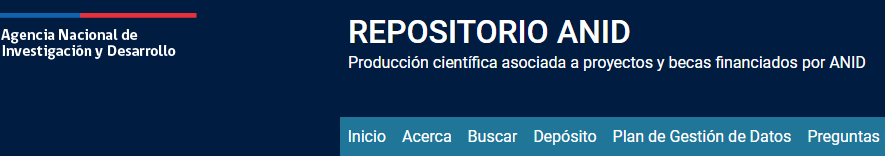 Agencia Nacional de
Investigación y Desarrollo
REPOSITORIO ANID
Producción científica asociada a proyectos y becas financiados por ANID
Inicio Acerca Buscar Depósito Plan de Gestión de Datos Preguntas